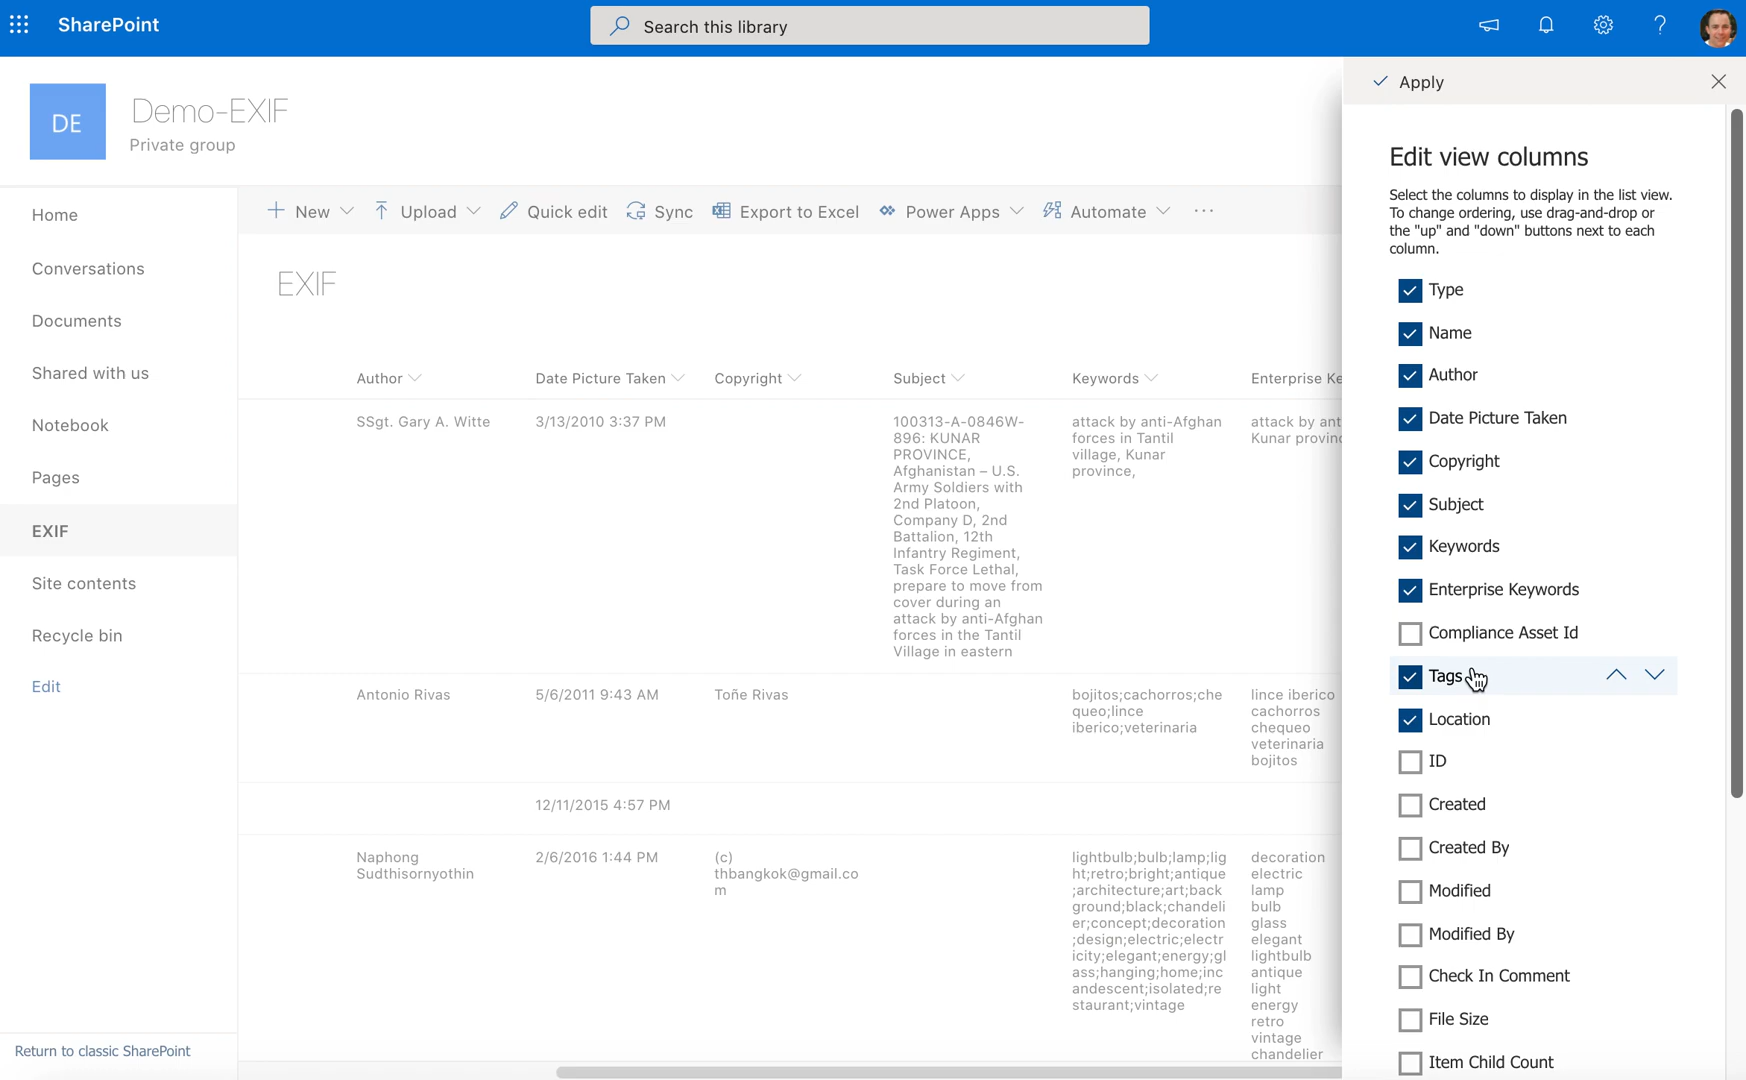 SharePoint
Search this library
?
DE
Demo-EXIF
Private group
Home
Conversations
Documents
Shared with us
Notebook
Pages
EXIF
Site contents
Recycle bin
Edit
Return to classic SharePoint
New
Upload
Quick edit
Sync
Export to Excel
Power Apps
Automate
...
EXIF
Author
Date Picture Taken
Copyright
Subject
Keywords
Enterprise Ke
SSgt. Gary A. Witte
3/13/2010 3:37 PM
100313-A-0846W-
896: KUNAR
PROVINCE,
Afghanistan – U.S.
Army Soldiers with
2nd Platoon,
Company D, 2nd
Battalion, 12th
Infantry Regiment,
Task Force Lethal,
prepare to move from
cover during an
attack by anti-Afghan
forces in the Tantil
Village in eastern
attack by anti-Afghan
forces in Tantil
village, Kunar
province,
attack by ant
Kunar provinc
Antonio Rivas
5/6/2011 9:43 AM
Toñe Rivas
bojitos;cachorros;che
queo;lince
iberico;veterinaria
lince iberico
cachorros
chequeo
veterinaria
bojitos
12/11/2015 4:57 PM
Naphong
Sudthisornyothin
2/6/2016 1:44 PM
(c)
thbangkok@gmail.co
m
lightbulb;bulb;lamp;lig
ht;retro;bright;antique
;architecture;art;back
ground;black;chandeli
er;concept;decoration
;design;electric;electr
icity;elegant;energy;gl
ass;hanging;home;inc
andescent;isolated;re
staurant;vintage
decoration
electric
lamp
bulb
glass
elegant
lightbulb
antique
light
energy
retro
vintage
chandelier
Apply
Edit view columns
Select the columns to display in the list view.
To change ordering, use drag-and-drop or
the "up" and "down" buttons next to each
column.
Type
Name
Author
Date Picture Taken
Copyright
Subject
Keywords
Enterprise Keywords
Compliance Asset Id
Tags
Location
ID
Created
Created By
Modified
Modified By
Check In Comment
File Size
Item Child Count